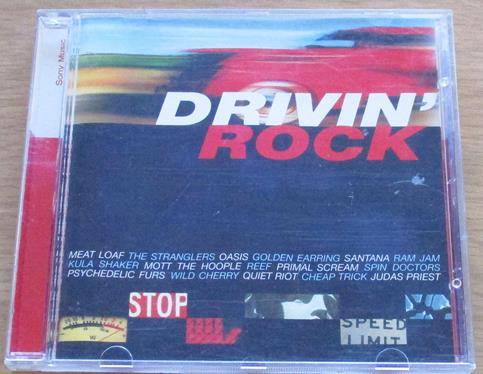 Sony Music
DRIVIN'
ROCK
MEAT LOAF THE STRANGLERS OASIS GOLDEN EARRING SANTANA RAM JAM
KULA SHAKER MOTT THE HOOPLE REEF PRIMAL SCREAM SPIN DOCTORS
PSYCHEDELIC FURS WILD CHERRY QUIET RIOT CHEAP TRICK JUDAS PRIEST
STOP
SPEED
LIMIT